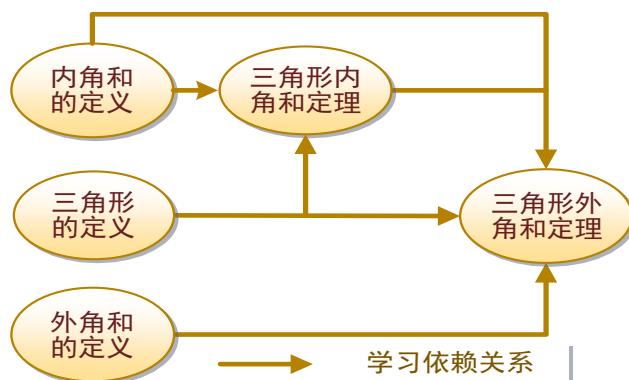 内角和
的定义
三角形内
角和定理
三角形
的定义
三角形外
角和定理
外角和
的定义
学习依赖关系